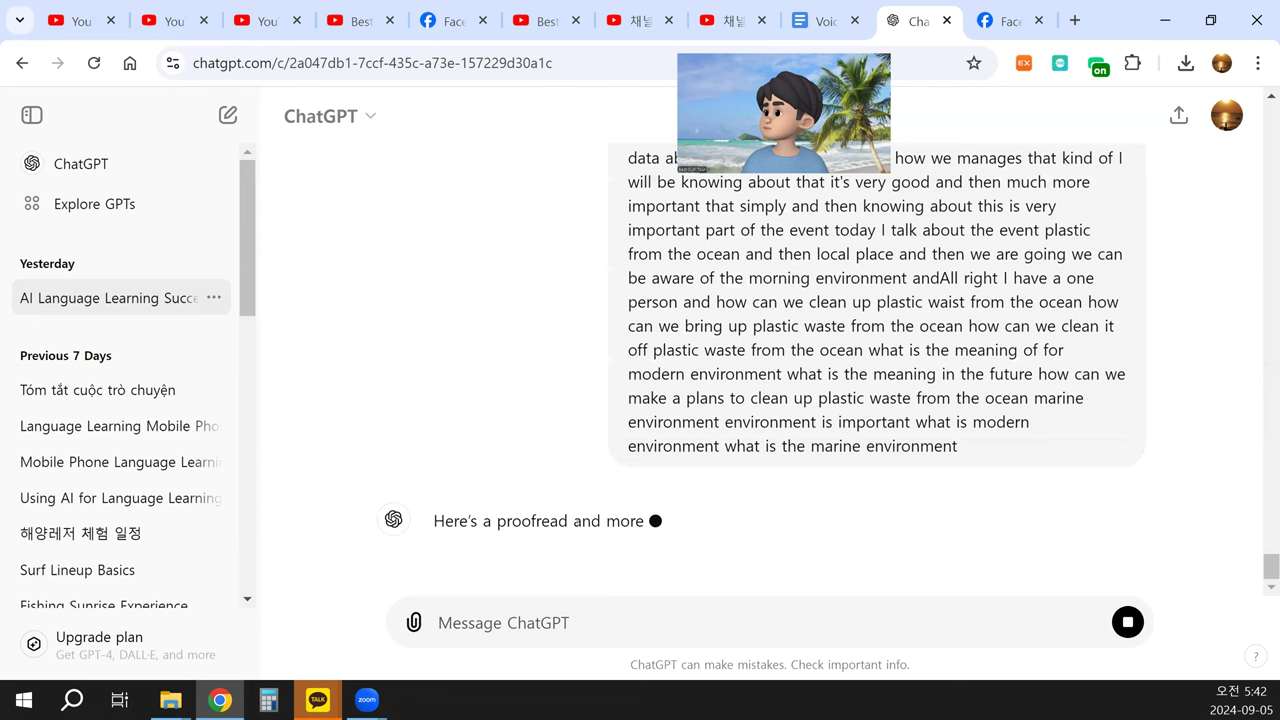 You
You
You
Best
Face
Best
채널
채널
Voic
Cha
Face
chatgpt.com/c/2a047db1-7ccf-435c-a73e-157229d30a1c
EX
on
ChatGPT
ChatGPT
Explore GPTs
Yesterday
AI Language Learning Succe
Previous 7 Days
Tóm tắt cuộc trò chuyện
Language Learning Mobile Pho
Mobile Phone Language Learni
Using AI for Language Learning
해양레저 체험 일정
Surf Lineup Basics
Fishing Sunrise Experience
Upgrade plan
Get GPT-4, DALL·E, and more
data ab how we manages that kind of I
will be knowing about that it's very good and then much more
important that simply and then knowing about this is very
important part of the event today I talk about the event plastic
from the ocean and then local place and then we are going we can
be aware of the morning environment andAll right I have a one
person and how can we clean up plastic waist from the ocean how
can we bring up plastic waste from the ocean how can we clean it
off plastic waste from the ocean what is the meaning of for
modern environment what is the meaning in the future how can we
make a plans to clean up plastic waste from the ocean marine
environment environment is important what is modern
environment what is the marine environment
Here's a proofread and more
Message ChatGPT
ChatGPT can make mistakes. Check important info.
?
TALK
zoom
오전 5:42
2024-09-05